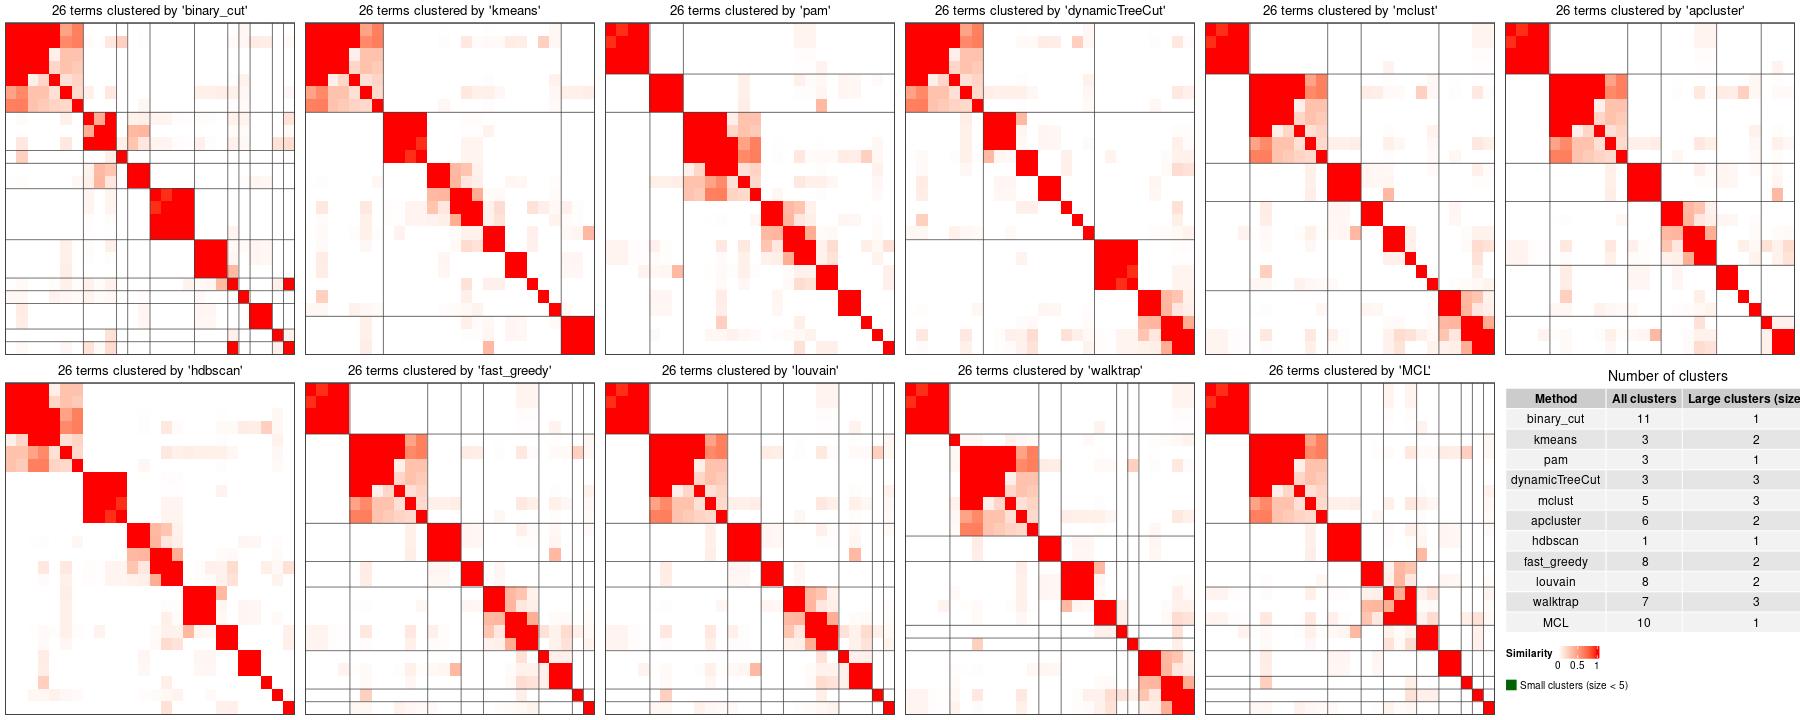 26 terms clustered by 'binary_cut'
26 terms clustered by 'kmeans'
26 terms clustered by 'pam'
26 terms clustered by 'dynamicTreeCut'
26 terms clustered by 'mclust'
26 terms clustered by 'apcluster'
26 terms clustered by 'hdbscan'
26 terms clustered by 'fast_greedy'
26 terms clustered by 'louvain'
26 terms clustered by 'walktrap'
26 terms clustered by 'MCL'
Number of clusters
Method All clusters Large clusters (size
binary_cut 11 1
kmeans 3 2
pam 3 1
dynamicTreeCut 3 3
mclust 5 3
apcluster 6 2
hdbscan 1 1
fast_greedy 8 2
louvain 8 2
walktrap 7 3
MCL 10 1
Similarity
0 0.5 1
Small clusters (size < 5)